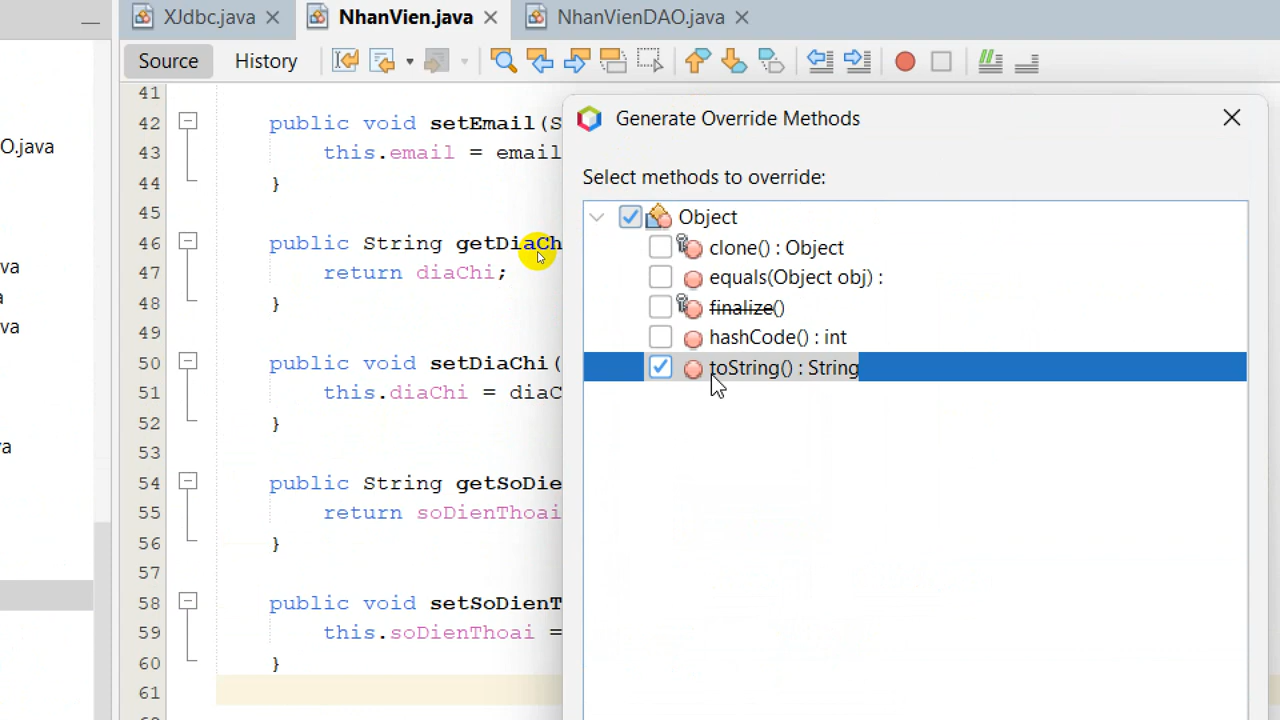 XJdbc.java
NhanVien.java
NhanVienDAO.java
Source
History
O.java
va
a
va
va
41
42 public void setEmail(S
43 this.email = email
44 }
45
46 public String getDiaCh
47 return diaChi;
48 }
49
50 public void setDiaChi(
51 this.diaChi = diaC
52 }
53
54 public String getSoDie
55 return soDienThoai
56 }
57
58 public void setSoDienT
59 this.soDienThoai =
60 }
61
Generate Override Methods
Select methods to override:
Object
clone() : Object
equals(Object obj) :
finalize()
hashCode() : int
toString() : String